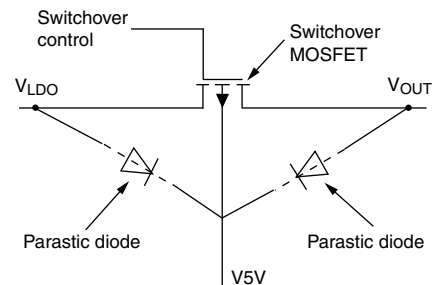 Switchover
control
Switchover
MOSFET
VLDO
VOUT
Parastic diode
Parastic diode
V5V